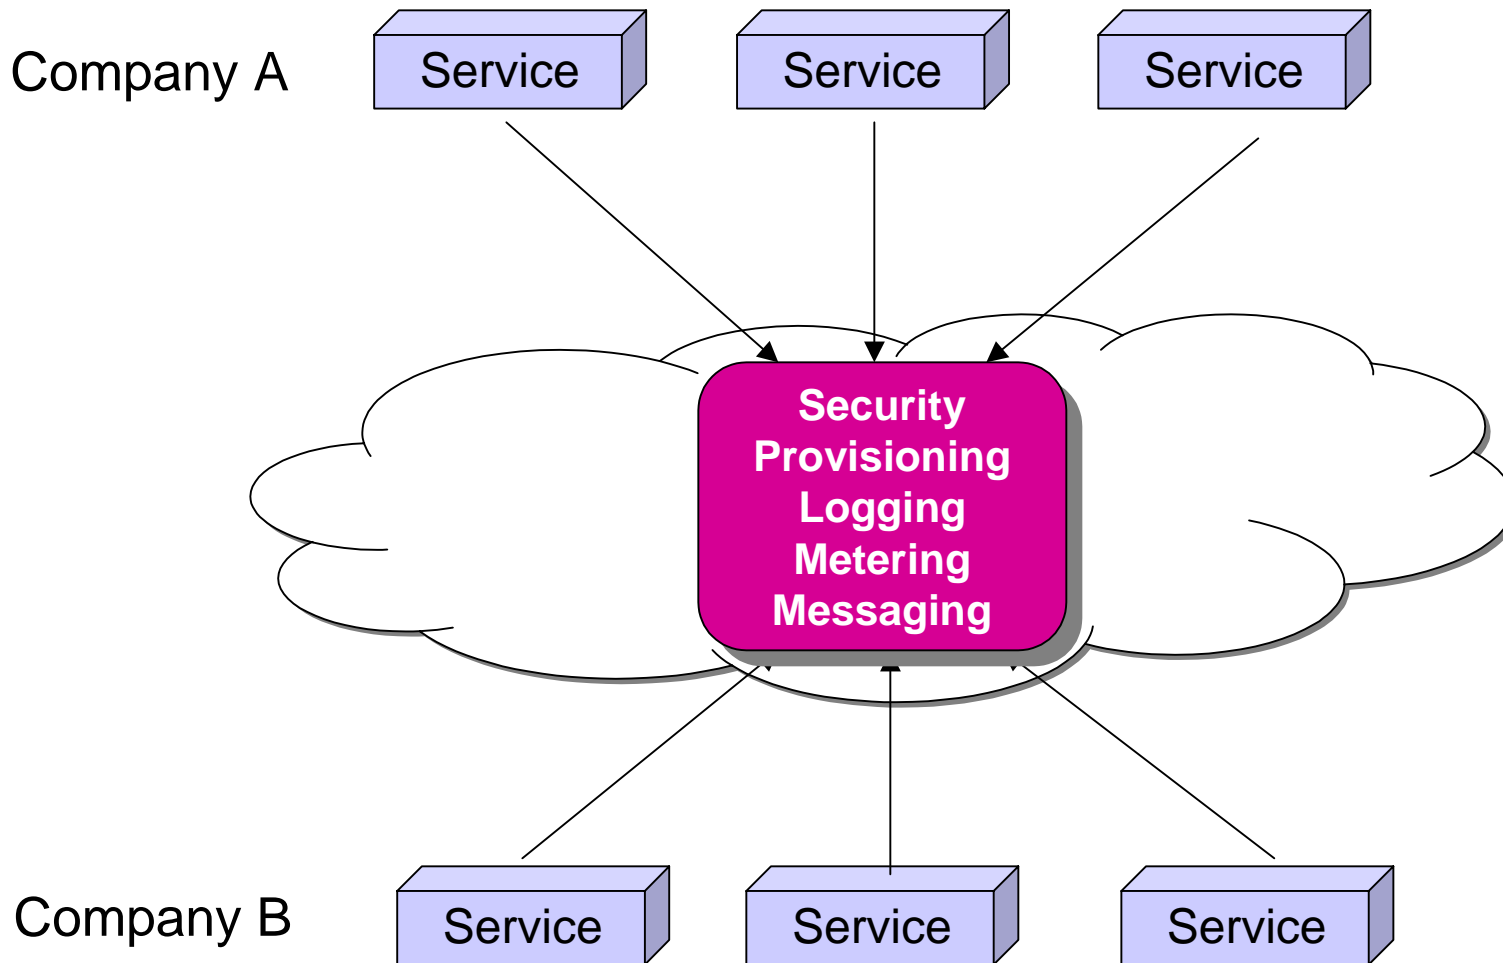 Company A
Service
Service
Service
Security
Provisioning
Logging
Metering
Messaging
Company B
Service
Service
Service